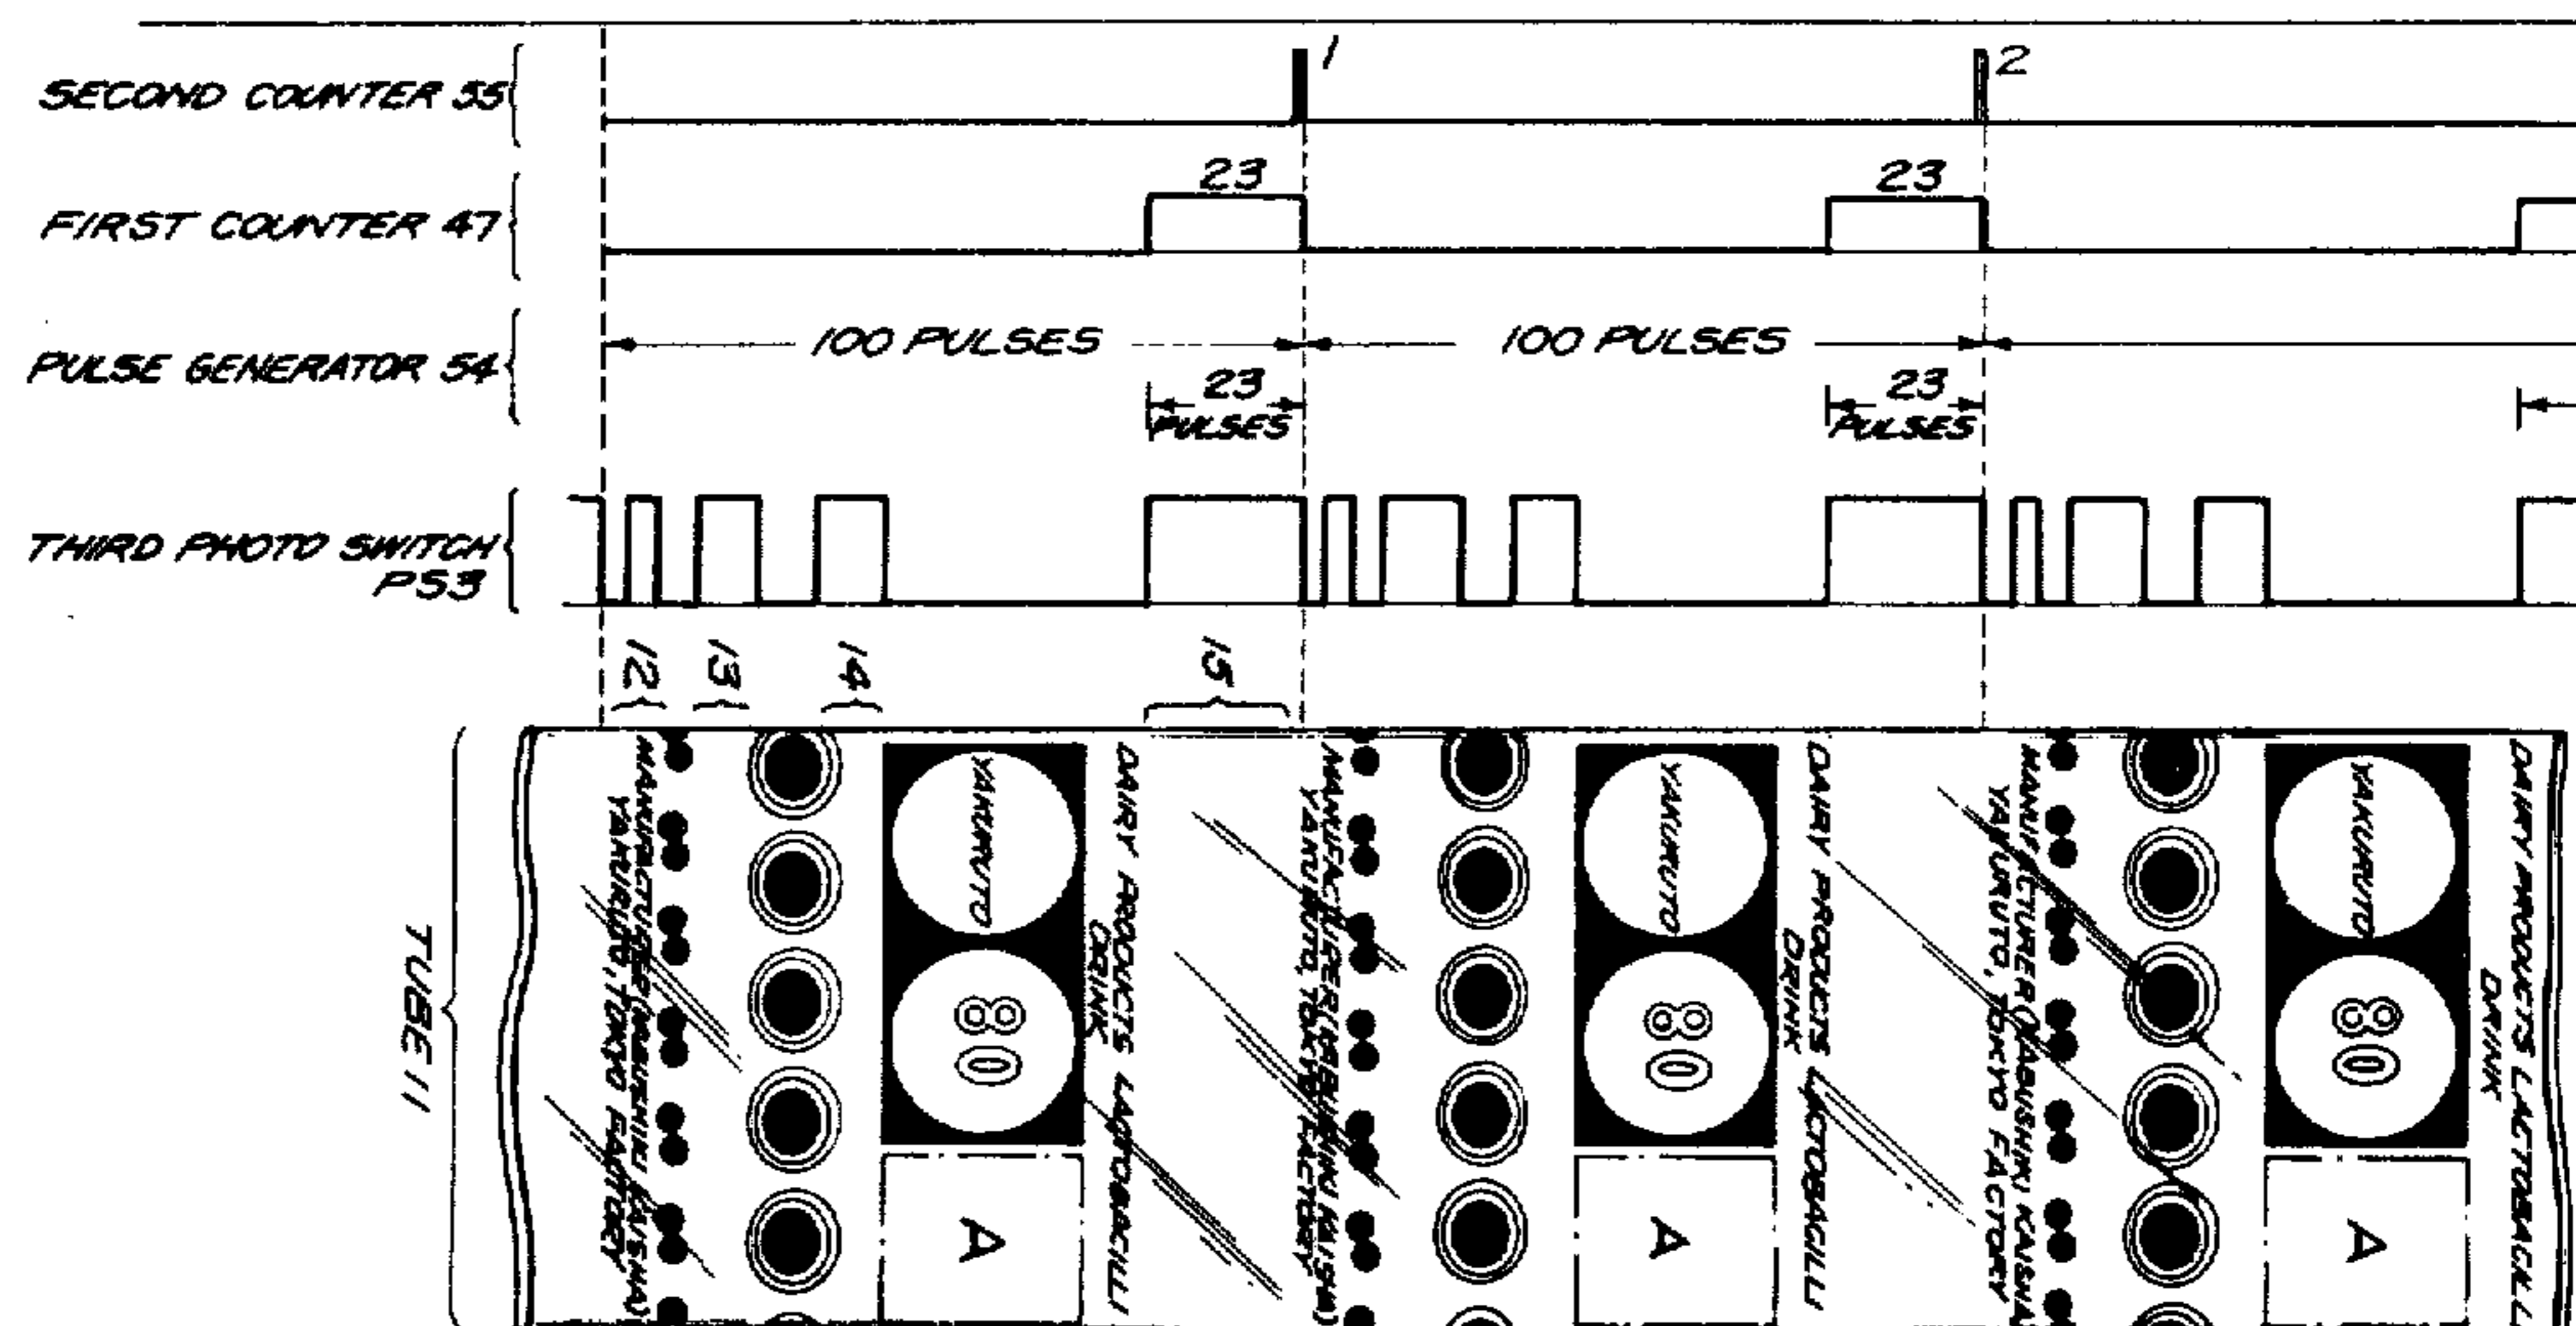 SECOND COUNTER 55
1
2
FIRST COUNTER 47
23
23
PULSE GENERATOR 54
100 PULSES
100 PULSES
23
PULSES
23
PULSES
THIRD PHOTO SWITCH
PS3
12
13
14
15
TUBE 11
MANUFACTURER (KABUSHIKI KAISHA)
YAKURUTO, TOKYO FACTORY
YAKURUTO
80
A
DAIRY PRODUCTS LACTOBACILLI
DRINK
MANUFACTURER (KABUSHIKI KAISHA)
YAKURUTO, TOKYO FACTORY
YAKURUTO
80
A
DAIRY PRODUCTS LACTOBACILLI
DRINK
MANUFACTURER (KABUSHIKI KAISHA
YAKURUTO, TOKYO FACTORY
YAKURUTO
80
A
DAIRY PRODUCTS LACTOBACILL
DRINK